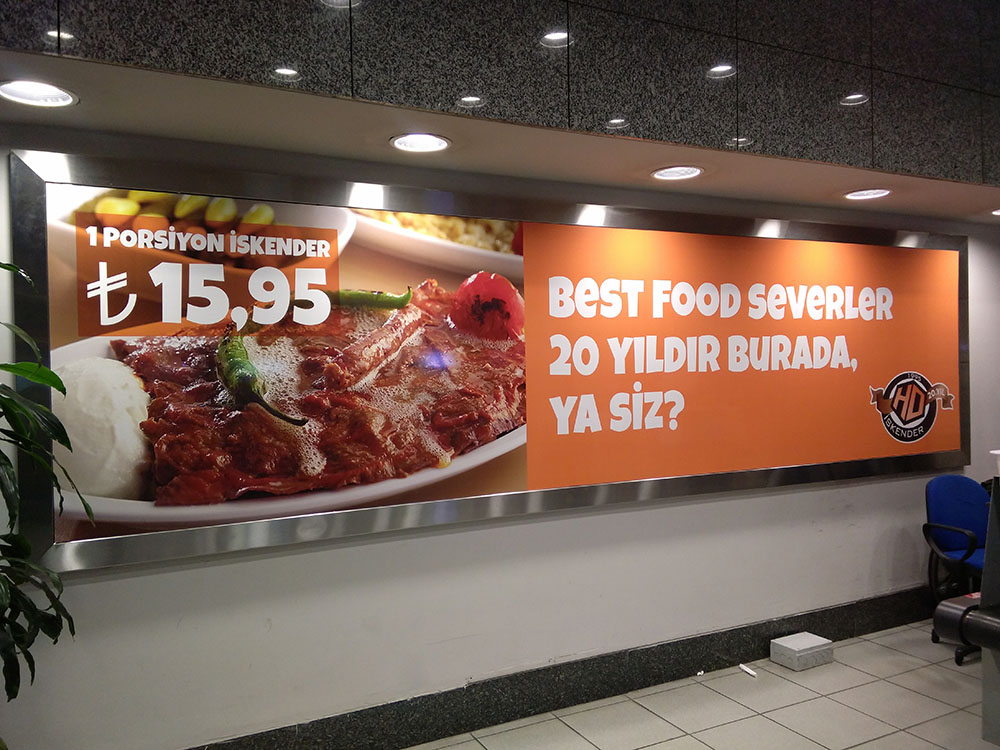 1 PORSİYON İSKENDER
₺ 15,95
BEST FOOD SEVERLER
20 YILDIR BURADA,
YA SİZ?
HD
İSKENDER